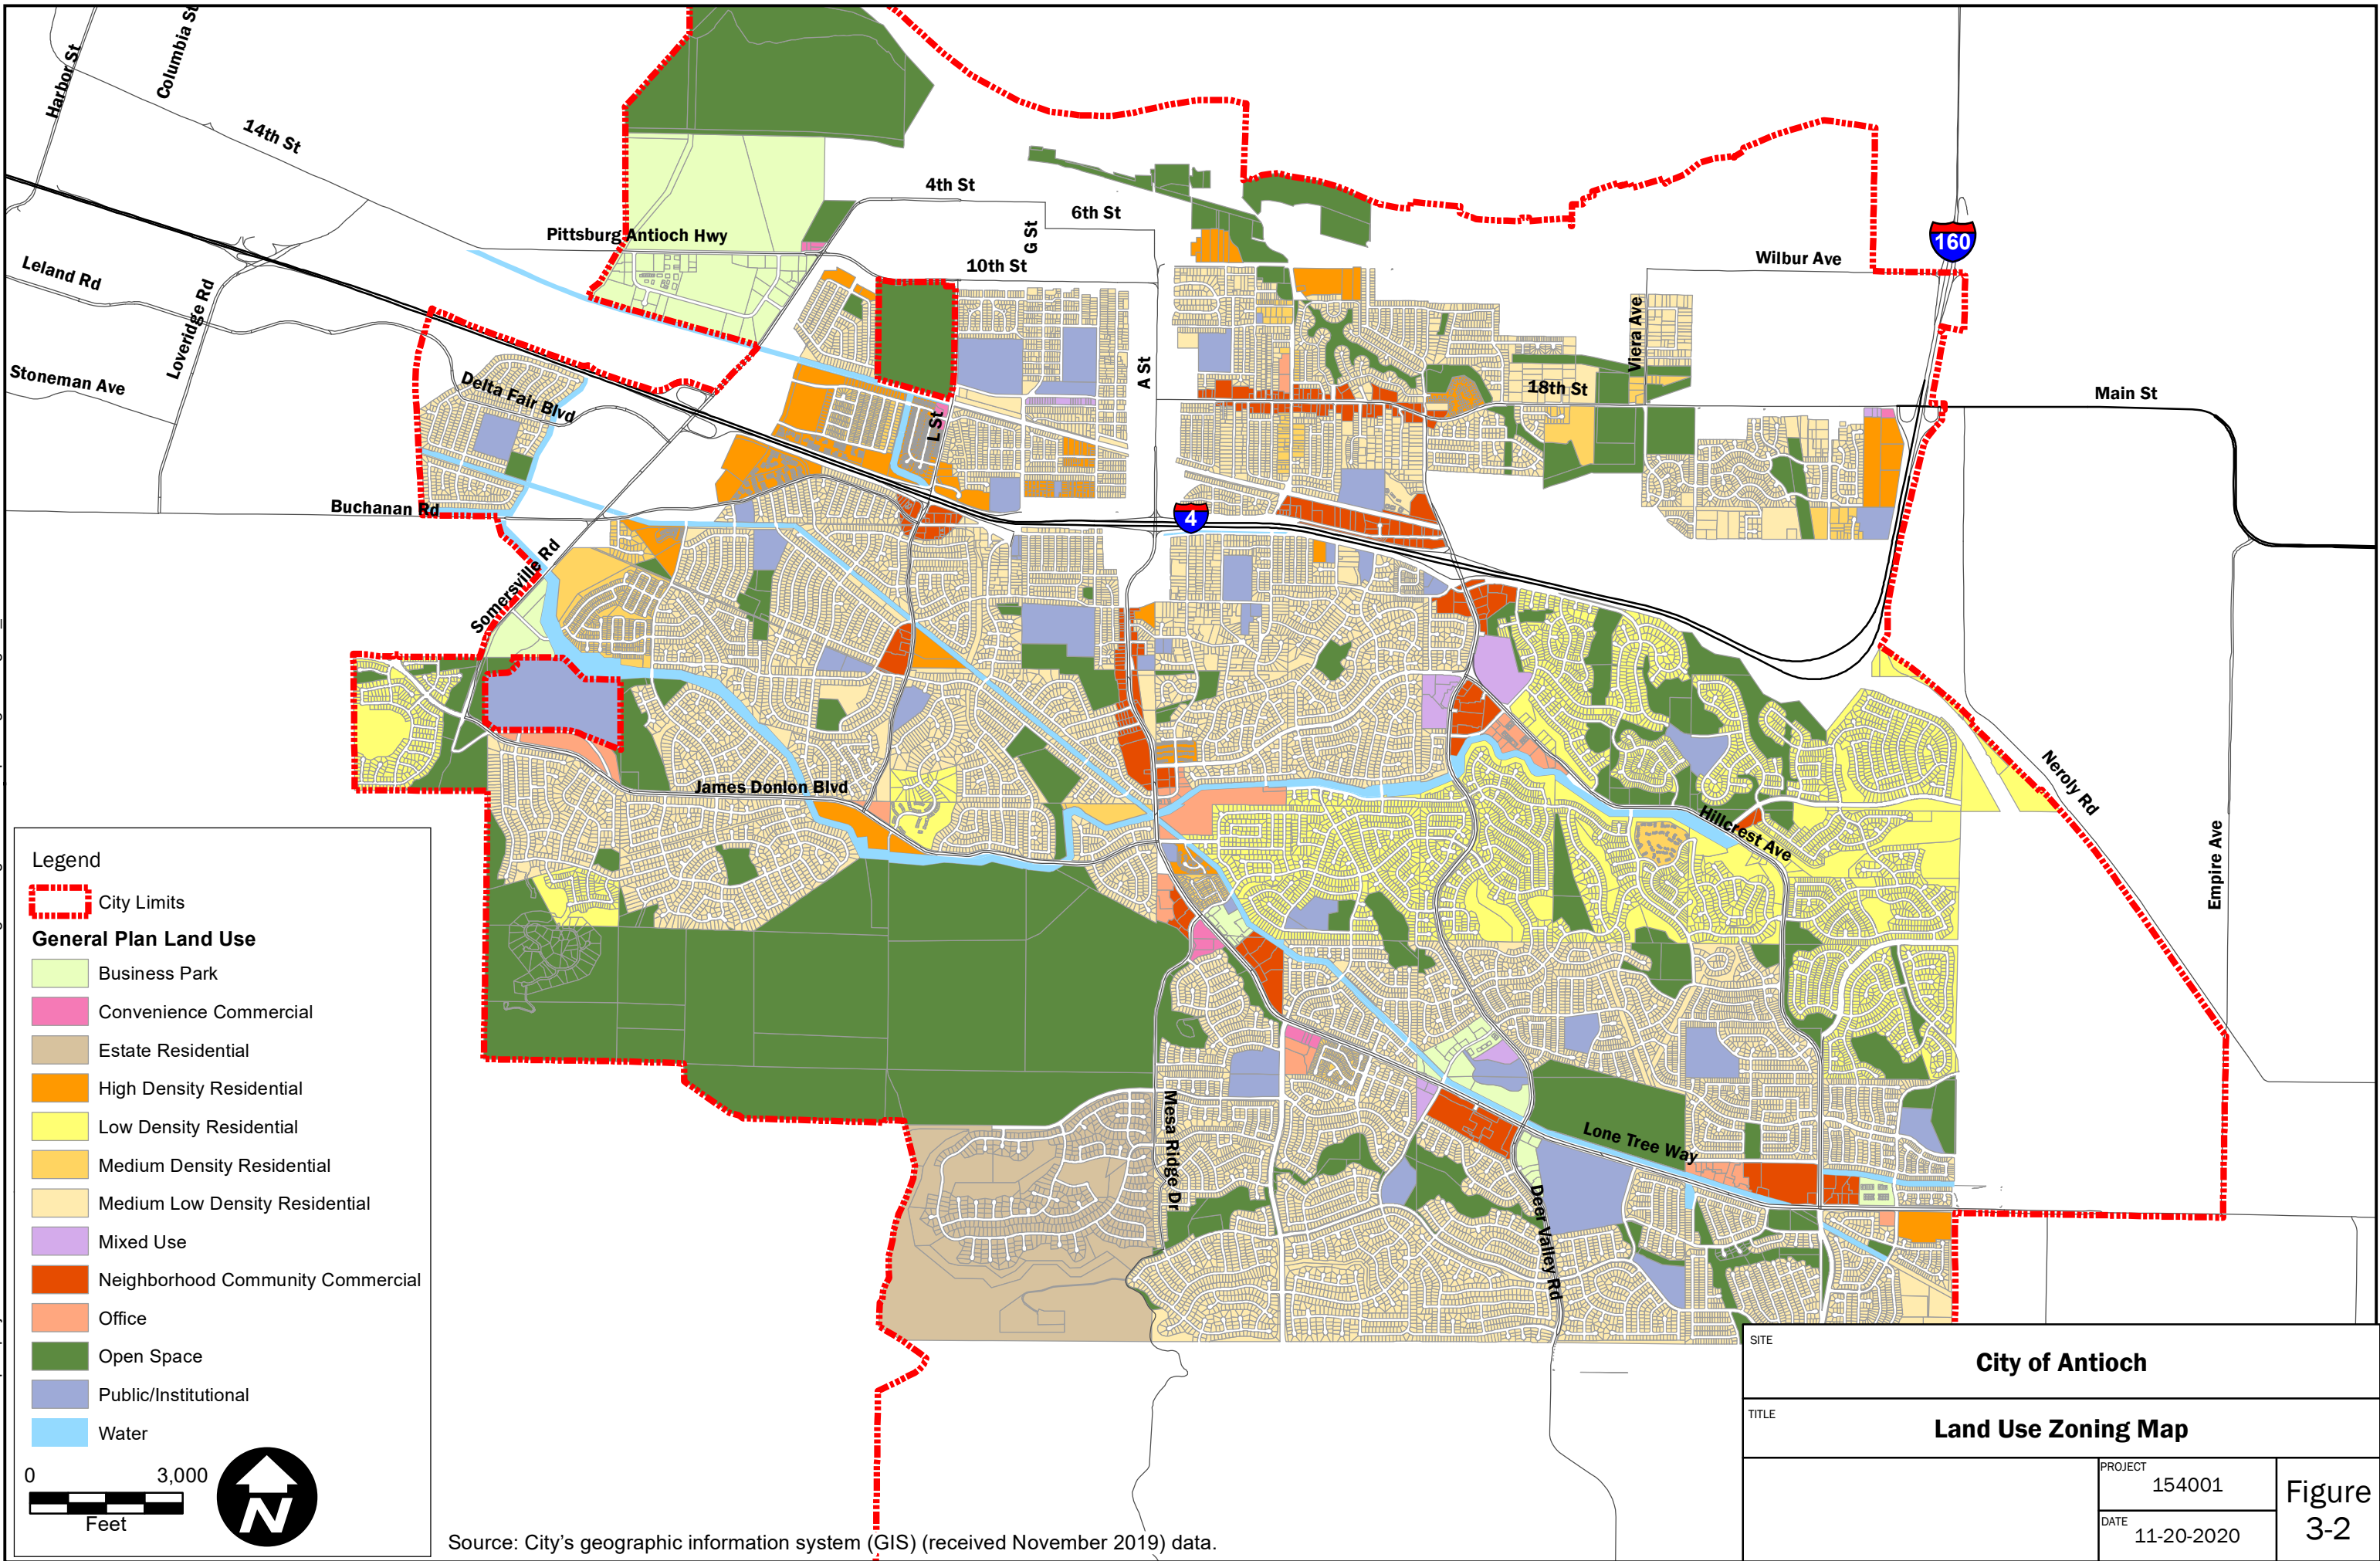 Harbor St
Columbia St
14th St
4th St
6th St
G St
Pittsburg Antioch Hwy
10th St
160
Wilbur Ave
Leland Rd
Loveridge Rd
Viera Ave
Stoneman Ave
Delta Fair Blvd
A St
18th St
Main St
L St
Buchanan Rd
4
Somersville Rd
James Donlon Blvd
Neroly Rd
Hillcrest Ave
Empire Ave
Mesa Ridge Dr
Lone Tree Way
Deer Valley Rd
Legend
City Limits
General Plan Land Use
Business Park
Convenience Commercial
Estate Residential
High Density Residential
Low Density Residential
Medium Density Residential
Medium Low Density Residential
Mixed Use
Neighborhood Community Commercial
Office
Open Space
Public/Institutional
Water
0 3,000
Feet
N
Source: City's geographic information system (GIS) (received November 2019) data.
SITE
City of Antioch
TITLE
Land Use Zoning Map
PROJECT
154001
DATE
11-20-2020
Figure
3-2